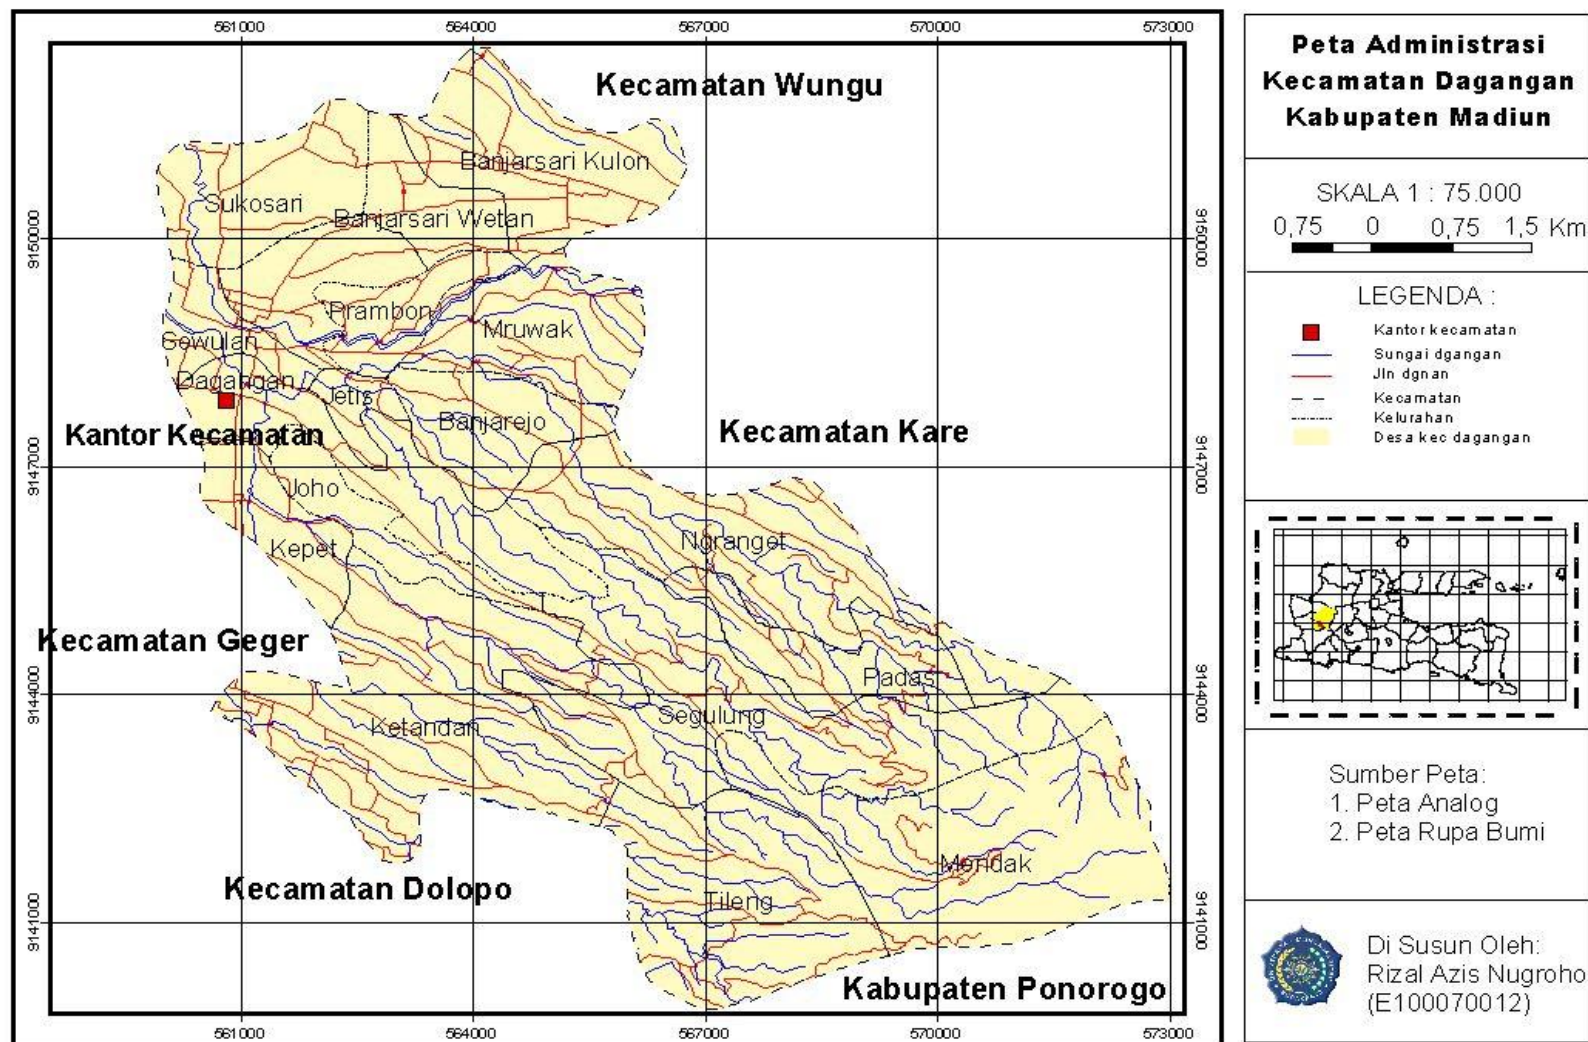 561000 564000 567000 570000 573000
Kecamatan Wungu
Banjarsari Kulon
Sukosari
Banjarsari Wetan
9150000 9150000
Prambon
Mruwak
Sewulan
Dagangan
Jetis
Banjarejo
Kantor Kecamatan
Kecamatan Kare
9147000 9147000
Joho
Kepet
Ngranget
Kecamatan Geger
Padas
9144000 9144000
Ketandan
Segulung
Mendak
Kecamatan Dolopo
Tileng
9141000 9141000
Kabupaten Ponorogo
561000 564000 567000 570000 573000
Peta Administrasi
Kecamatan Dagangan
Kabupaten Madiun
SKALA 1 : 75.000
0,75 0 0,75 1,5 Km
LEGENDA :
Kantor kecamatan
Sungai dgangan
Jln dgnan
Kecamatan
Kelurahan
Desa kec dagangan
Sumber Peta:
1. Peta Analog
2. Peta Rupa Bumi
Di Susun Oleh:
Rizal Azis Nugroho
(E100070012)